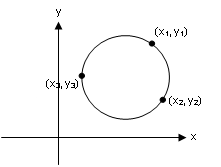 y
(x₁, y₁)
(x₃, y₃)
(x₂, y₂)
x